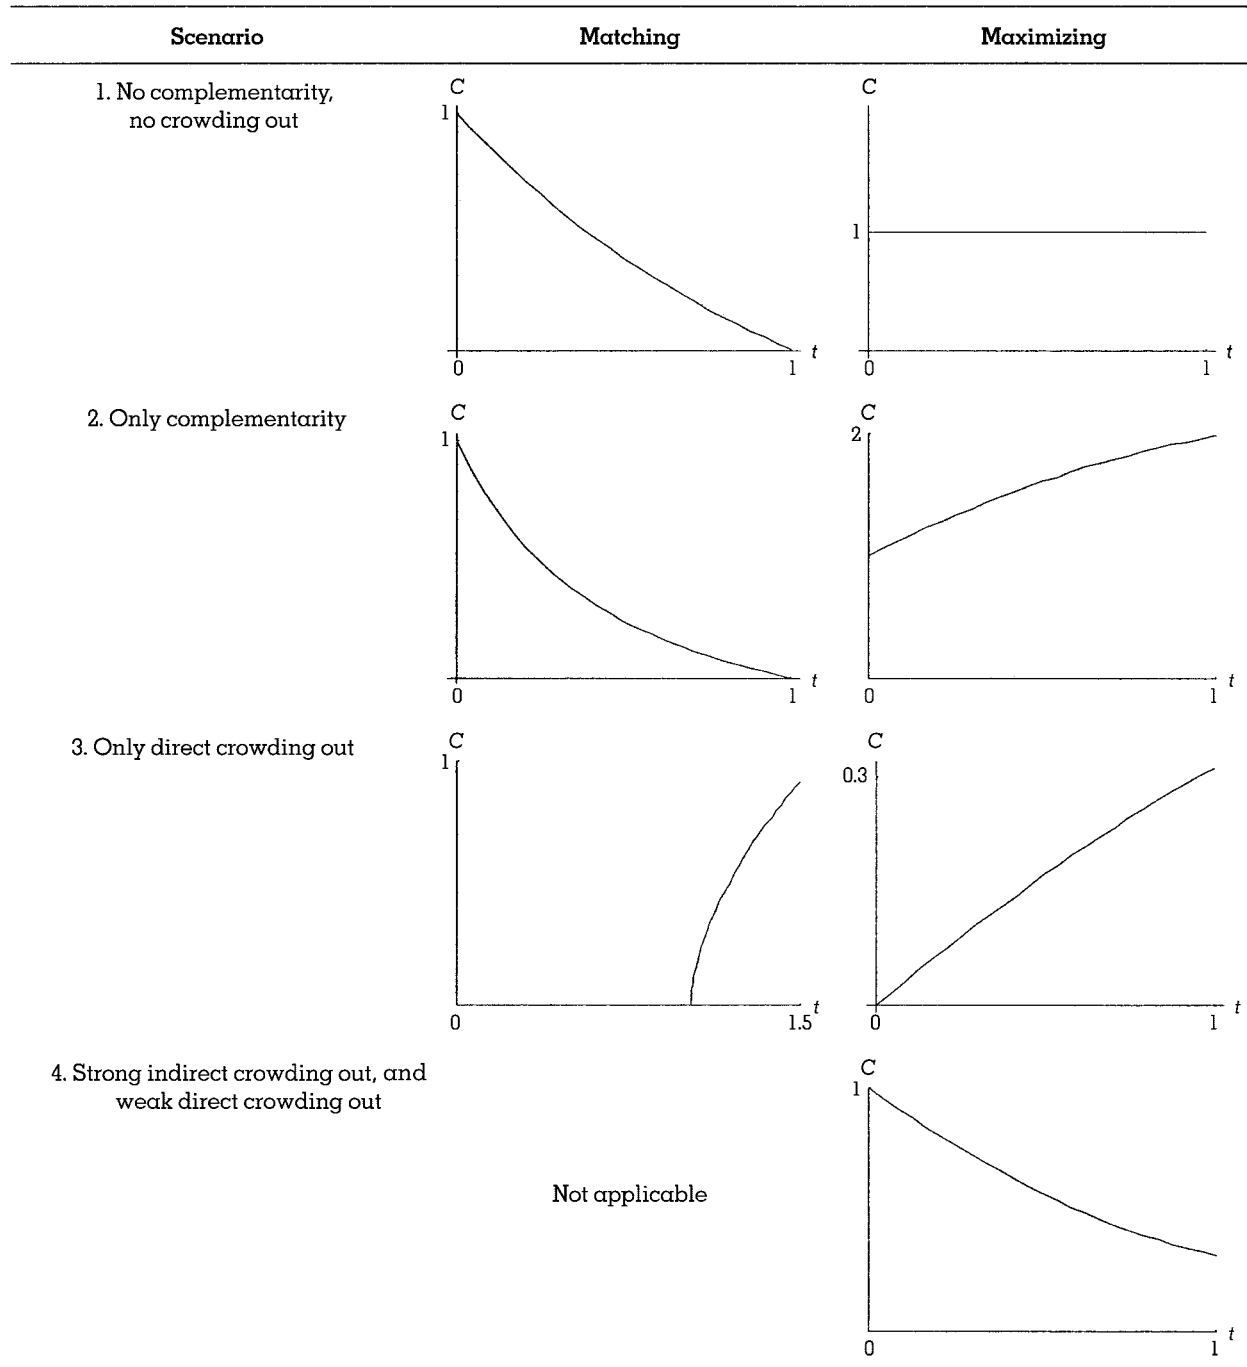 Scenario Matching Maximizing
1. No complementarity,
no crowding out
C
1
0
1
t
C
1
0
1
t
2. Only complementarity
C
1
0
1
t
C
2
0
1
t
3. Only direct crowding out
C
1
0
1.5
t
C
0.3
0
1
t
4. Strong indirect crowding out, and
weak direct crowding out
Not applicable
C
1
0
1
t